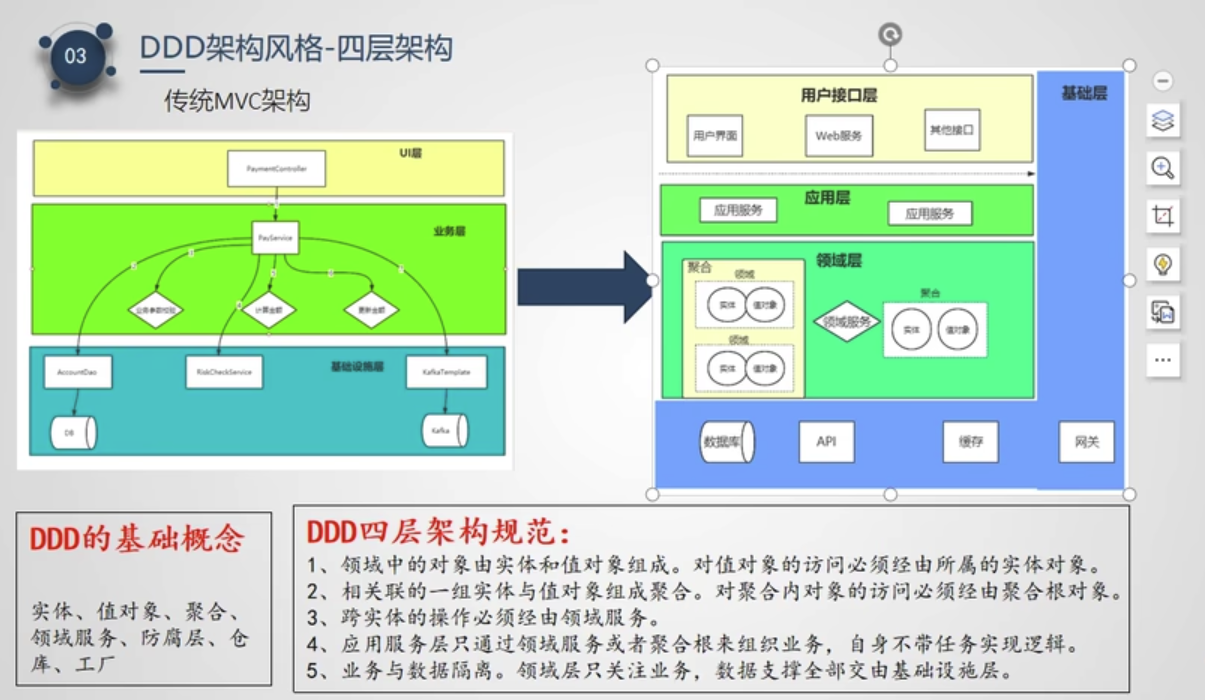 03
DDD架构风格-四层架构
传统MVC架构
UI层
PaymentController
业务层
PayService
业务参数校验
计算金额
更新金额
基础设施层
AccountDao
RiskCheckService
KafkaTemplate
DB
Kafka
用户接口层
基础层
用户界面
Web服务
其他接口
应用层
应用服务
应用服务
领域层
聚合
领域
实体
值对象
领域
实体
值对象
领域服务
聚合
实体
值对象
数据库
API
缓存
网关
DDD的基础概念
实体、值对象、聚合、
领域服务、防腐层、仓
库、工厂
DDD四层架构规范：
1、领域中的对象由实体和值对象组成。对值对象的访问必须经由所属的实体对象。
2、相关联的一组实体与值对象组成聚合。对聚合内对象的访问必须经由聚合根对象。
3、跨实体的操作必须经由领域服务。
4、应用服务层只通过领域服务或者聚合根来组织业务，自身不带任务实现逻辑。
5、业务与数据隔离。领域层只关注业务，数据支撑全部交由基础设施层。